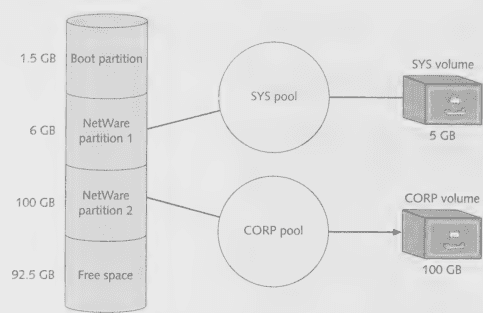 1.5 GB
Boot partition
6 GB
NetWare
partition 1
100 GB
NetWare
partition 2
92.5 GB
Free space
SYS pool
CORP pool
SYS volume
5 GB
CORP volume
100 GB